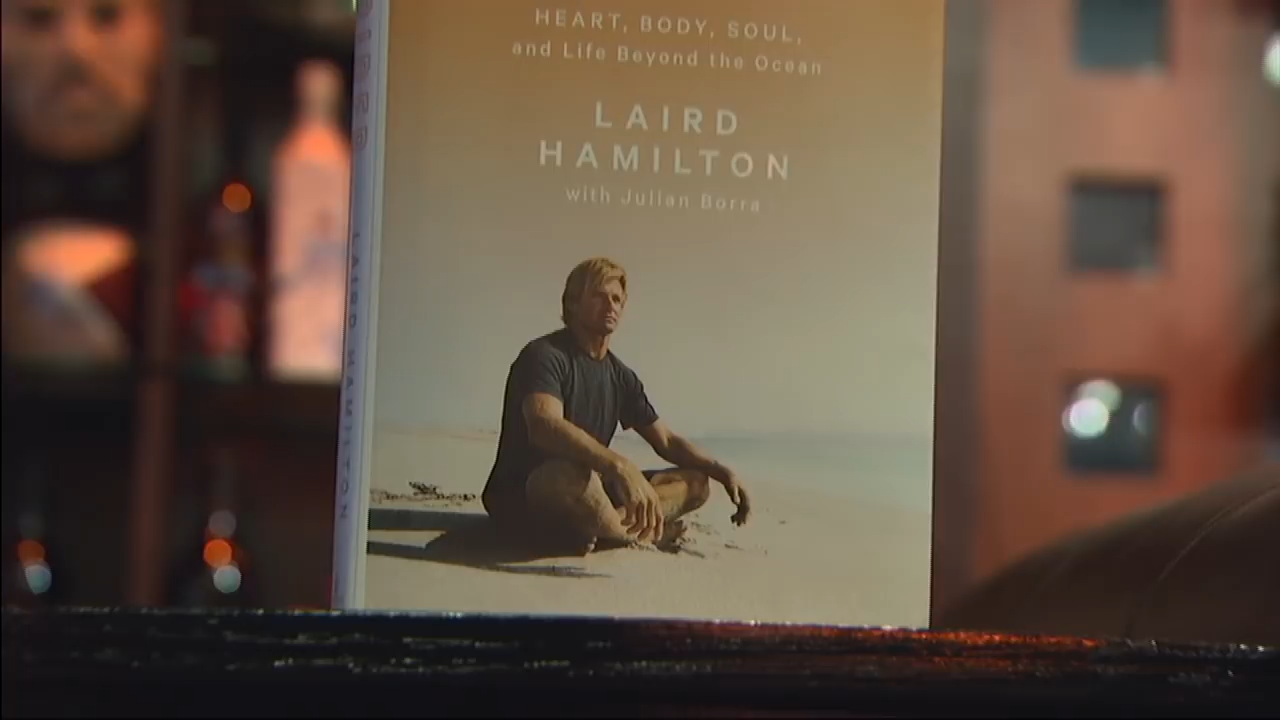 HEART, BODY, SOUL,
and Life Beyond the Ocean
LAIRD
HAMILTON
with Julian Borra
LAIRD HAMILTON